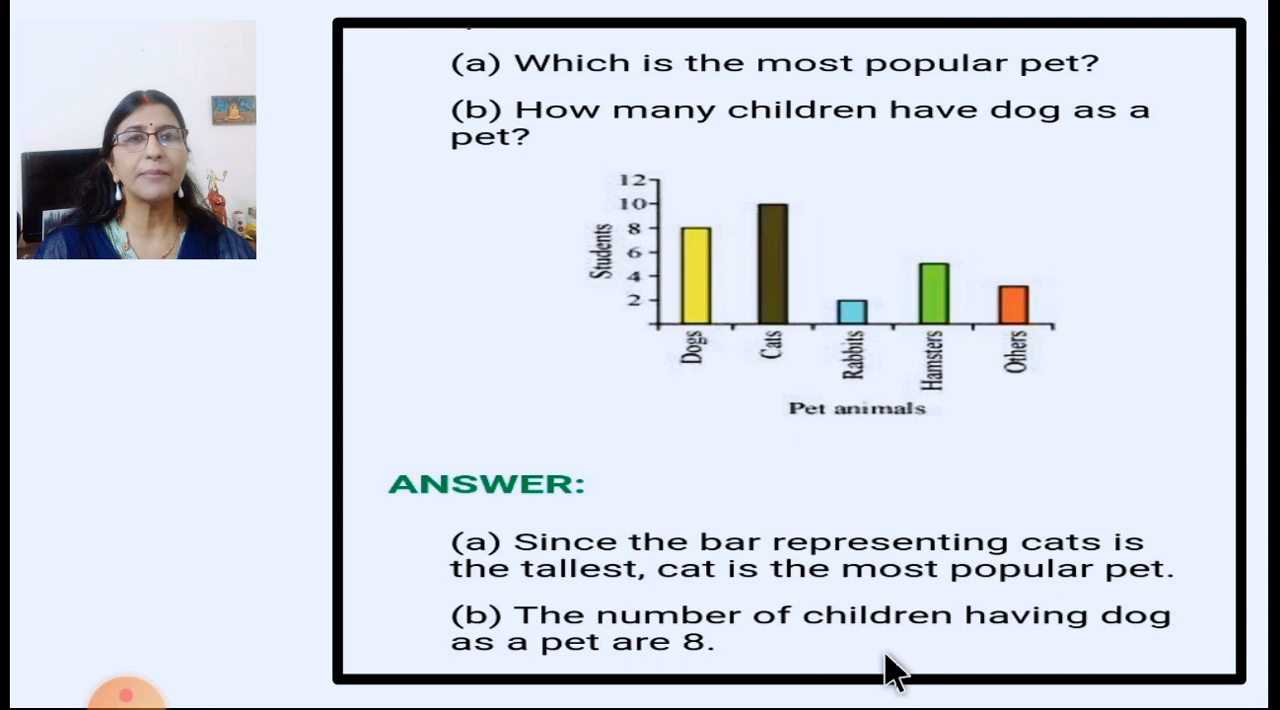 (a) Which is the most popular pet?
(b) How many children have dog as a
pet?
12
10
8
6
4
2
Students
Dogs
Cats
Rabbits
Hamsters
Others
Pet animals
ANSWER:
(a) Since the bar representing cats is
the tallest, cat is the most popular pet.
(b) The number of children having dog
as a pet are 8.